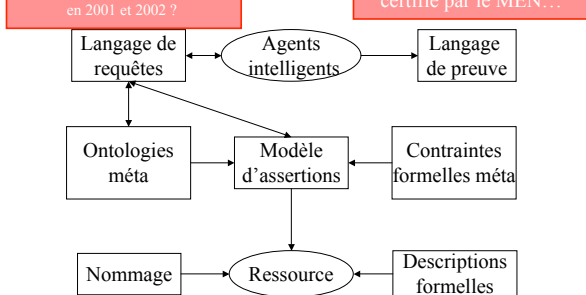 en 2001 et 2002 ?
certifié par le MEN…
Langage de
requêtes
Agents
intelligents
Langage
de preuve
Ontologies
méta
Modèle
d’assertions
Contraintes
formelles méta
Nommage
Ressource
Descriptions
formelles